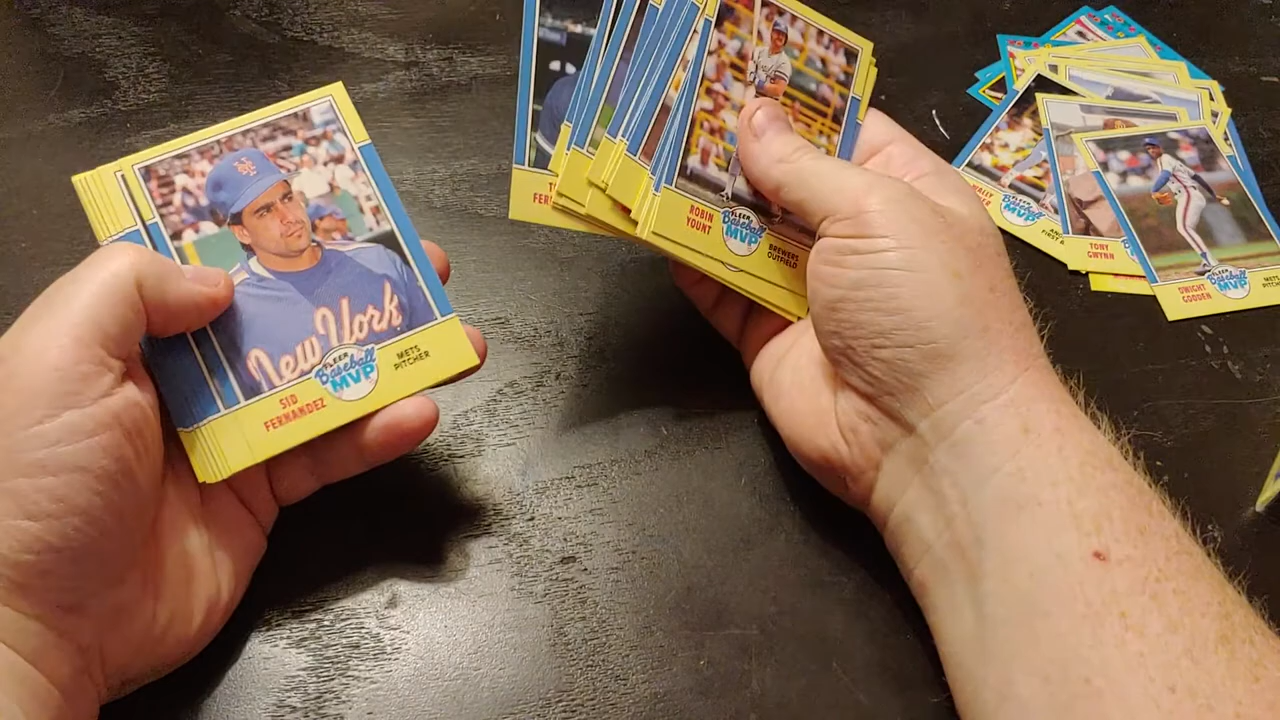 NY
New York
SID
FERNANDEZ
FLEER
Baseball
MVP
METS
PITCHER
ROBIN
YOUNT
FLEER
Baseball
MVP
BREWERS
OUTFIELD
TONY
GWYNN
DWIGHT
GOODEN
FLEER
Baseball
MVP
METS